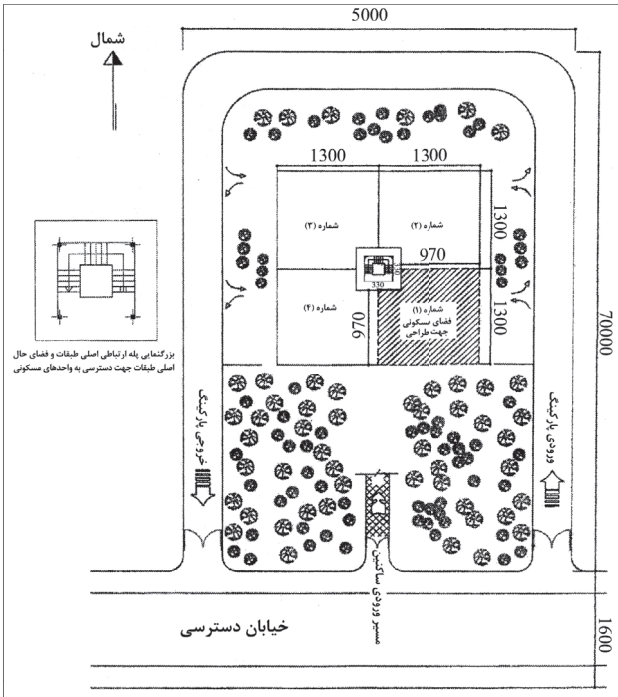 5000
شمال
1300
1300
شماره (۳)
شماره (۲)
1300
970
330
شماره (۱)
فضای مسکونی
جهت طراحی
شماره (۴)
970
1300
70000
بزرگنمایی پله ارتباطی اصلی طبقات و فضای حال
اصلی طبقات جهت دسترسی به واحدهای مسکونی
خروجی پارکینگ
ورودی پارکینگ
مسیر ورودی ساکنین
خیابان دسترسی
1600